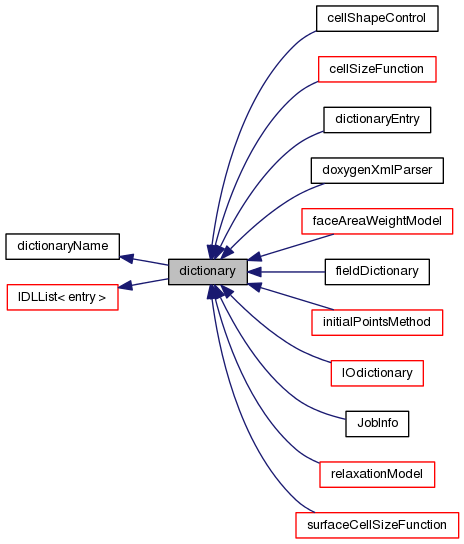 cellShapeControl
cellSizeFunction
dictionaryEntry
doxygenXmlParser
faceAreaWeightModel
dictionaryName
dictionary
fieldDictionary
IDLList< entry >
initialPointsMethod
IOdictionary
JobInfo
relaxationModel
surfaceCellSizeFunction